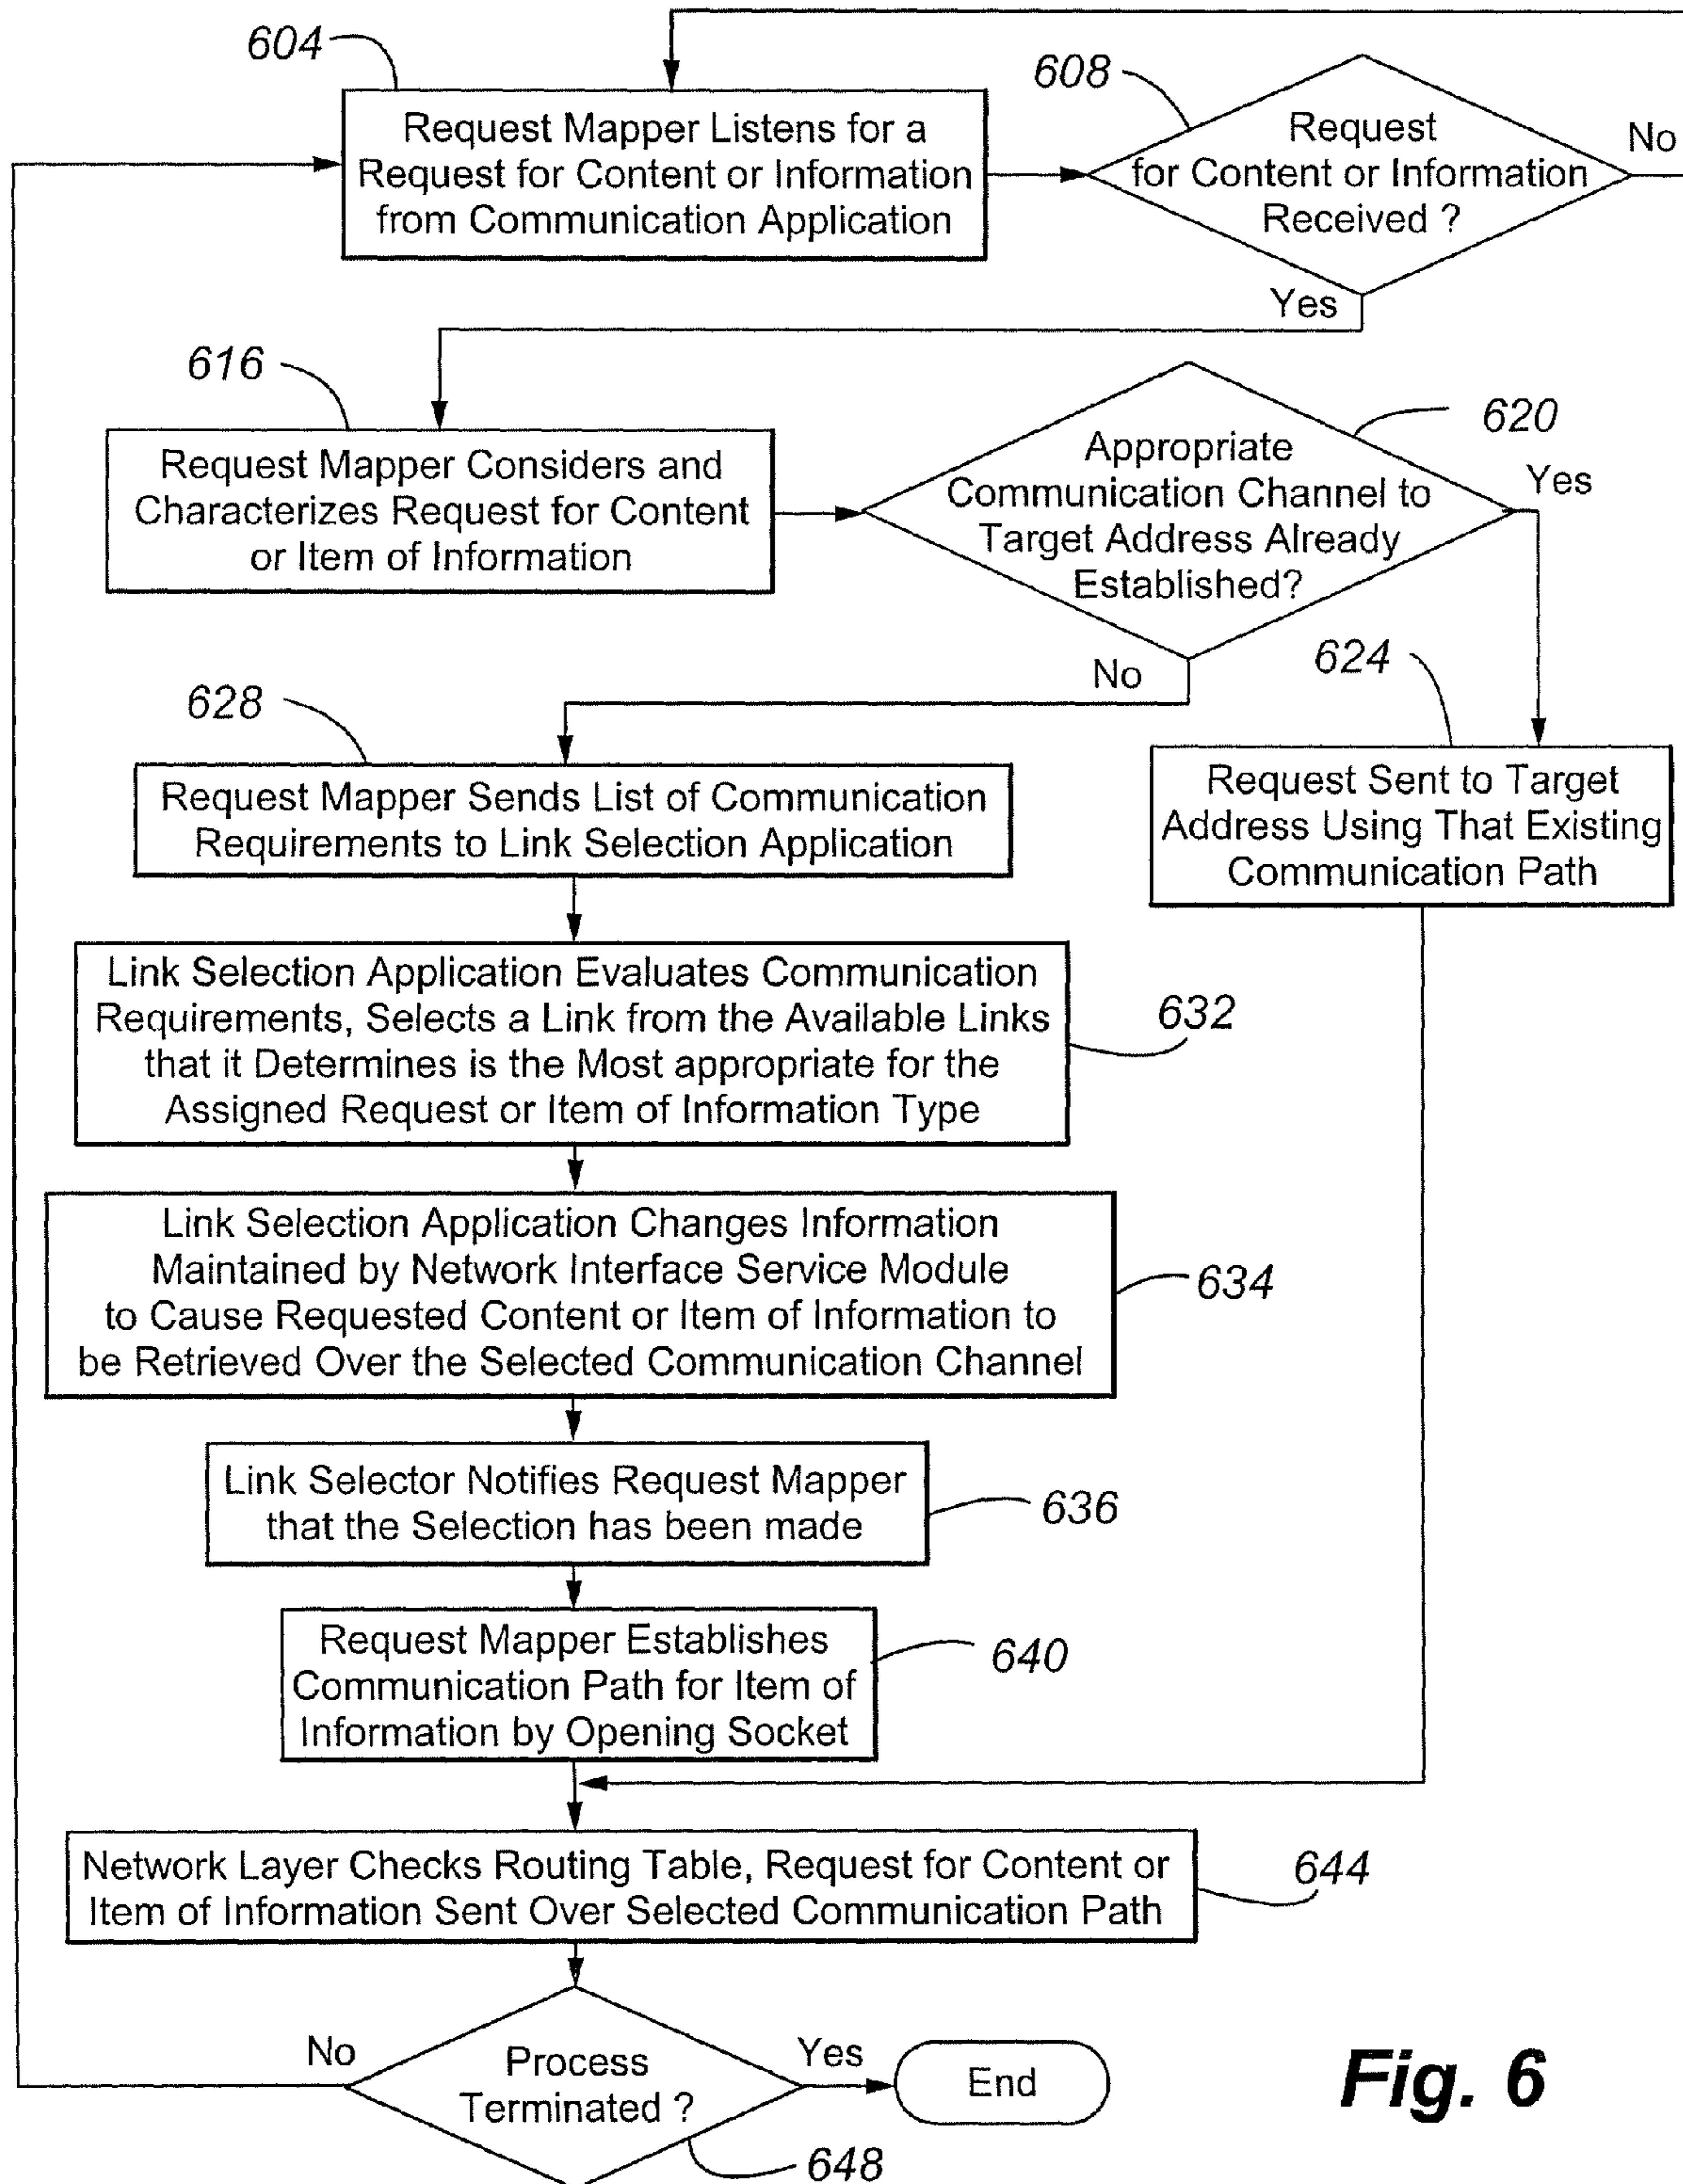 604
Request Mapper Listens for a
Request for Content or Information
from Communication Application
608
Request
for Content or Information
Received ?
No
Yes
616
Request Mapper Considers and
Characterizes Request for Content
or Item of Information
620
Appropriate
Communication Channel to
Target Address Already
Established?
Yes
No
624
Request Sent to Target
Address Using That Existing
Communication Path
628
Request Mapper Sends List of Communication
Requirements to Link Selection Application
Link Selection Application Evaluates Communication
Requirements, Selects a Link from the Available Links
that it Determines is the Most appropriate for the
Assigned Request or Item of Information Type
632
Link Selection Application Changes Information
Maintained by Network Interface Service Module
to Cause Requested Content or Item of Information to
be Retrieved Over the Selected Communication Channel
634
Link Selector Notifies Request Mapper
that the Selection has been made
636
Request Mapper Establishes
Communication Path for Item of
Information by Opening Socket
640
Network Layer Checks Routing Table, Request for Content or
Item of Information Sent Over Selected Communication Path
644
No
Process
Terminated ?
Yes
End
648
Fig. 6